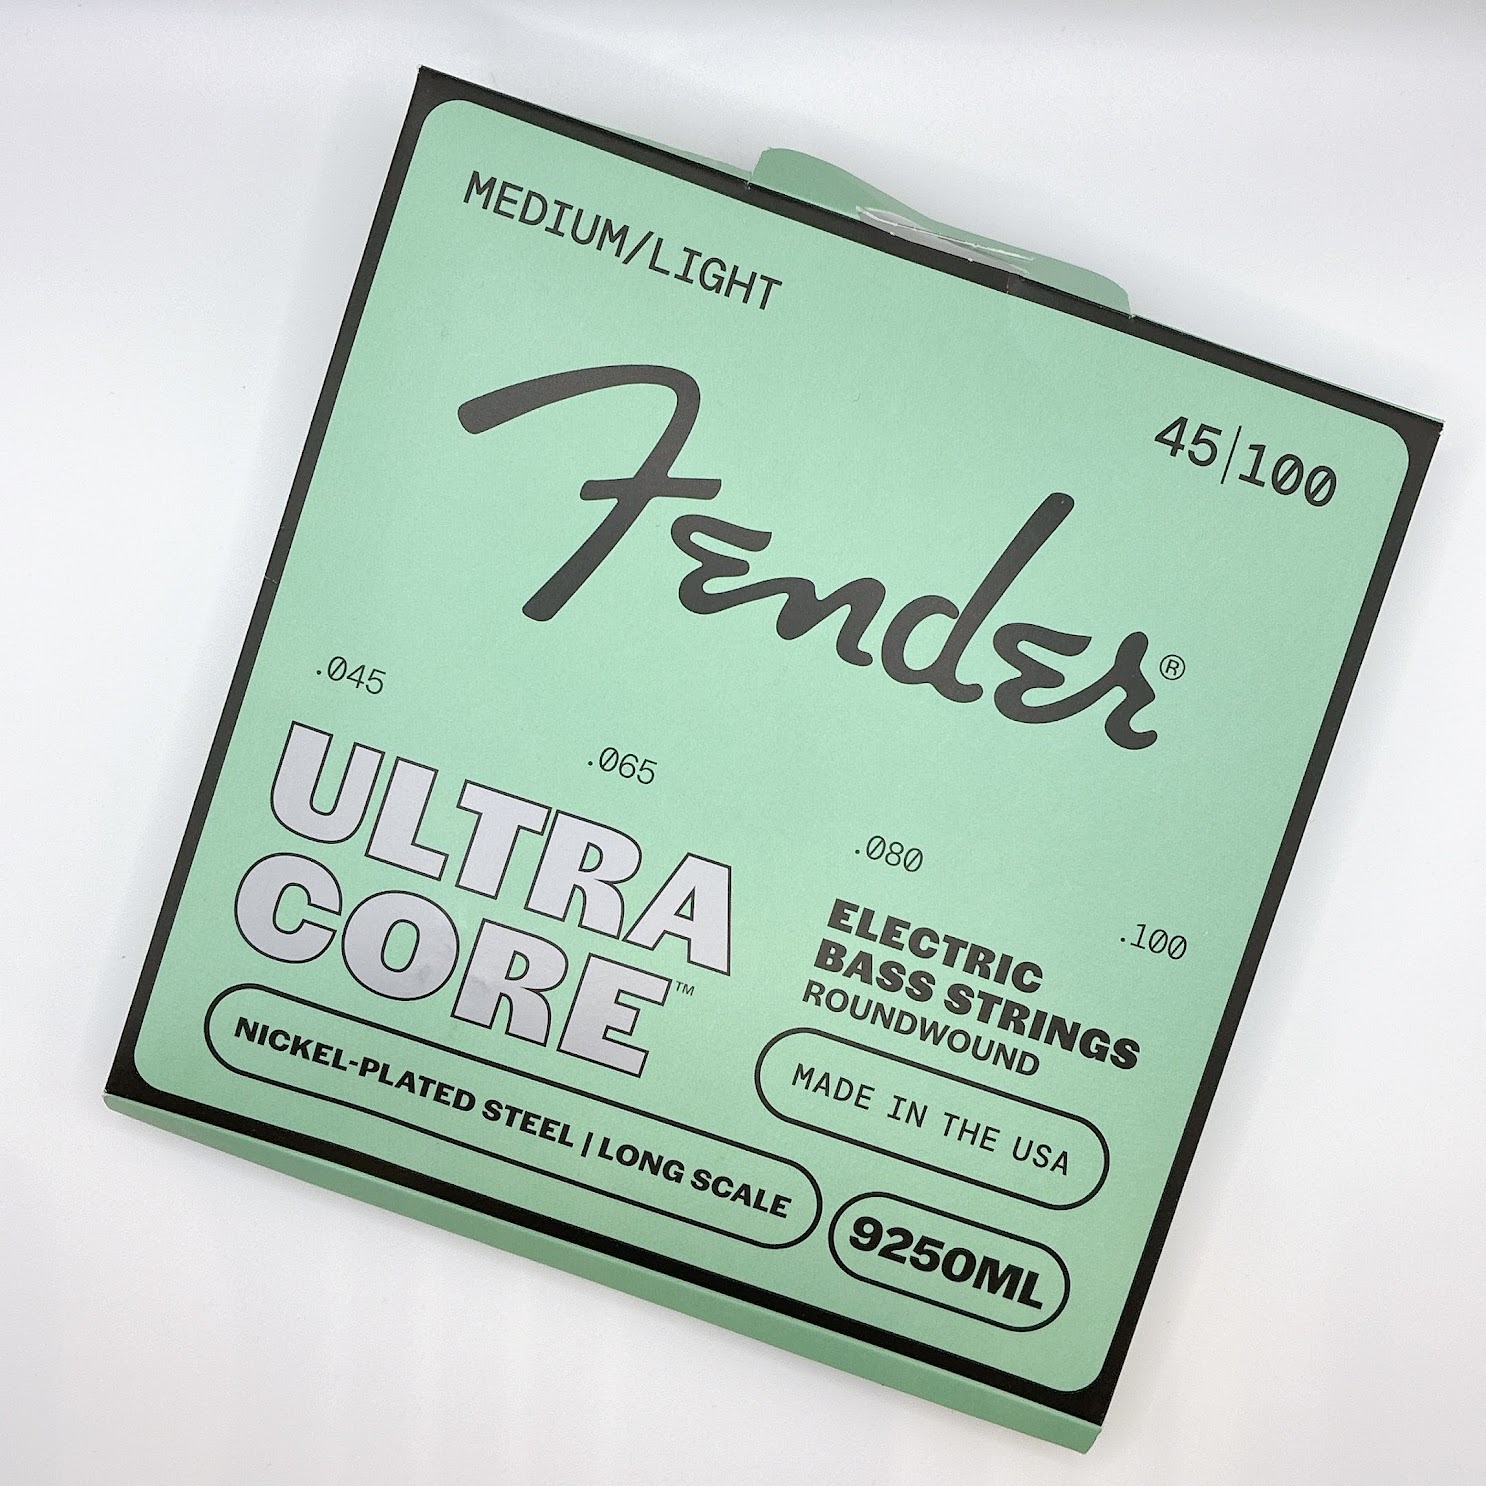 MEDIUM/LIGHT
45|100
Fender®
.045
.065
.080
.100
ULTRA
CORE™
ELECTRIC
BASS STRINGS
ROUNDWOUND
MADE IN THE USA
NICKEL-PLATED STEEL | LONG SCALE
9250ML